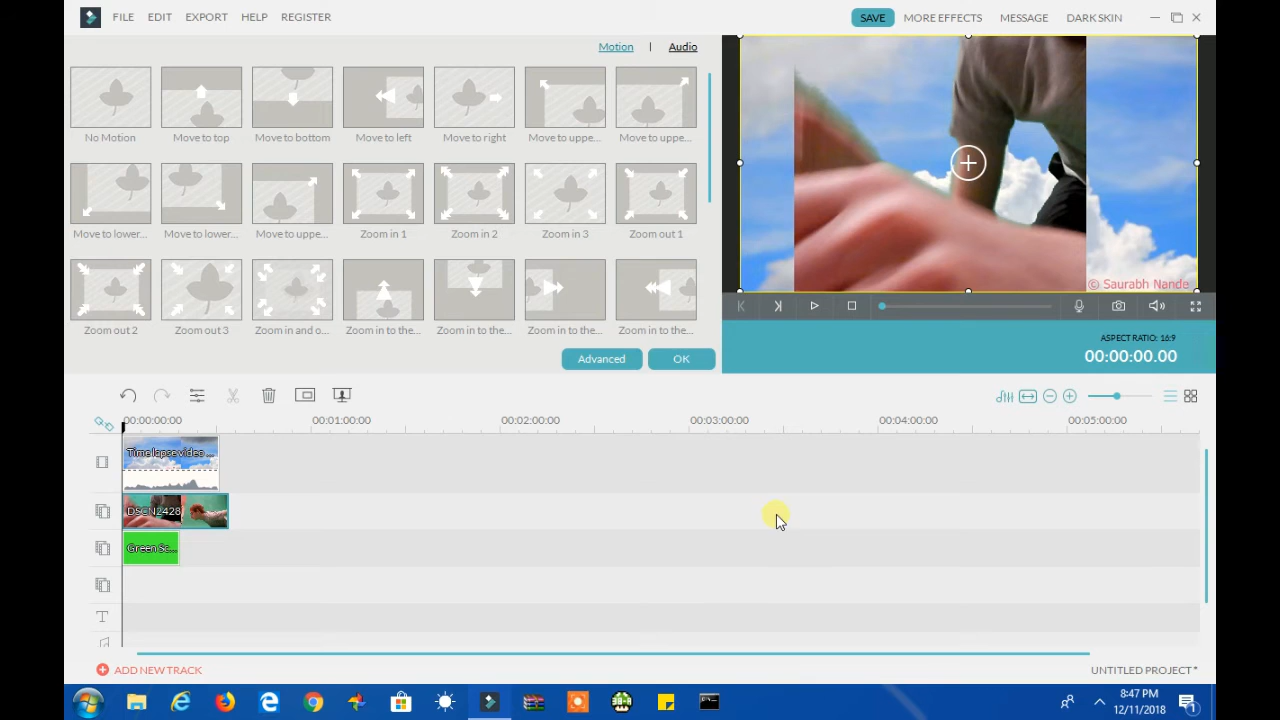 FILE EDIT EXPORT HELP REGISTER SAVE MORE EFFECTS MESSAGE DARK SKIN
Motion | Audio
No Motion Move to top Move to bottom Move to left Move to right Move to uppe... Move to uppe...
Move to lower... Move to lower... Move to uppe... Zoom in 1 Zoom in 2 Zoom in 3 Zoom out 1
Zoom out 2 Zoom out 3 Zoom in and o... Zoom in to the... Zoom in to the... Zoom in to the... Zoom in to the...
© Saurabh Nande
Advanced OK
ASPECT RATIO: 16:9
00:00:00.00
00:00:00:00 00:01:00:00 00:02:00:00 00:03:00:00 00:04:00:00 00:05:00:00
Time lapse video ...
DSCN2428
Green Sc...
T
ADD NEW TRACK
UNTITLED PROJECT*
8:47 PM
12/11/2018